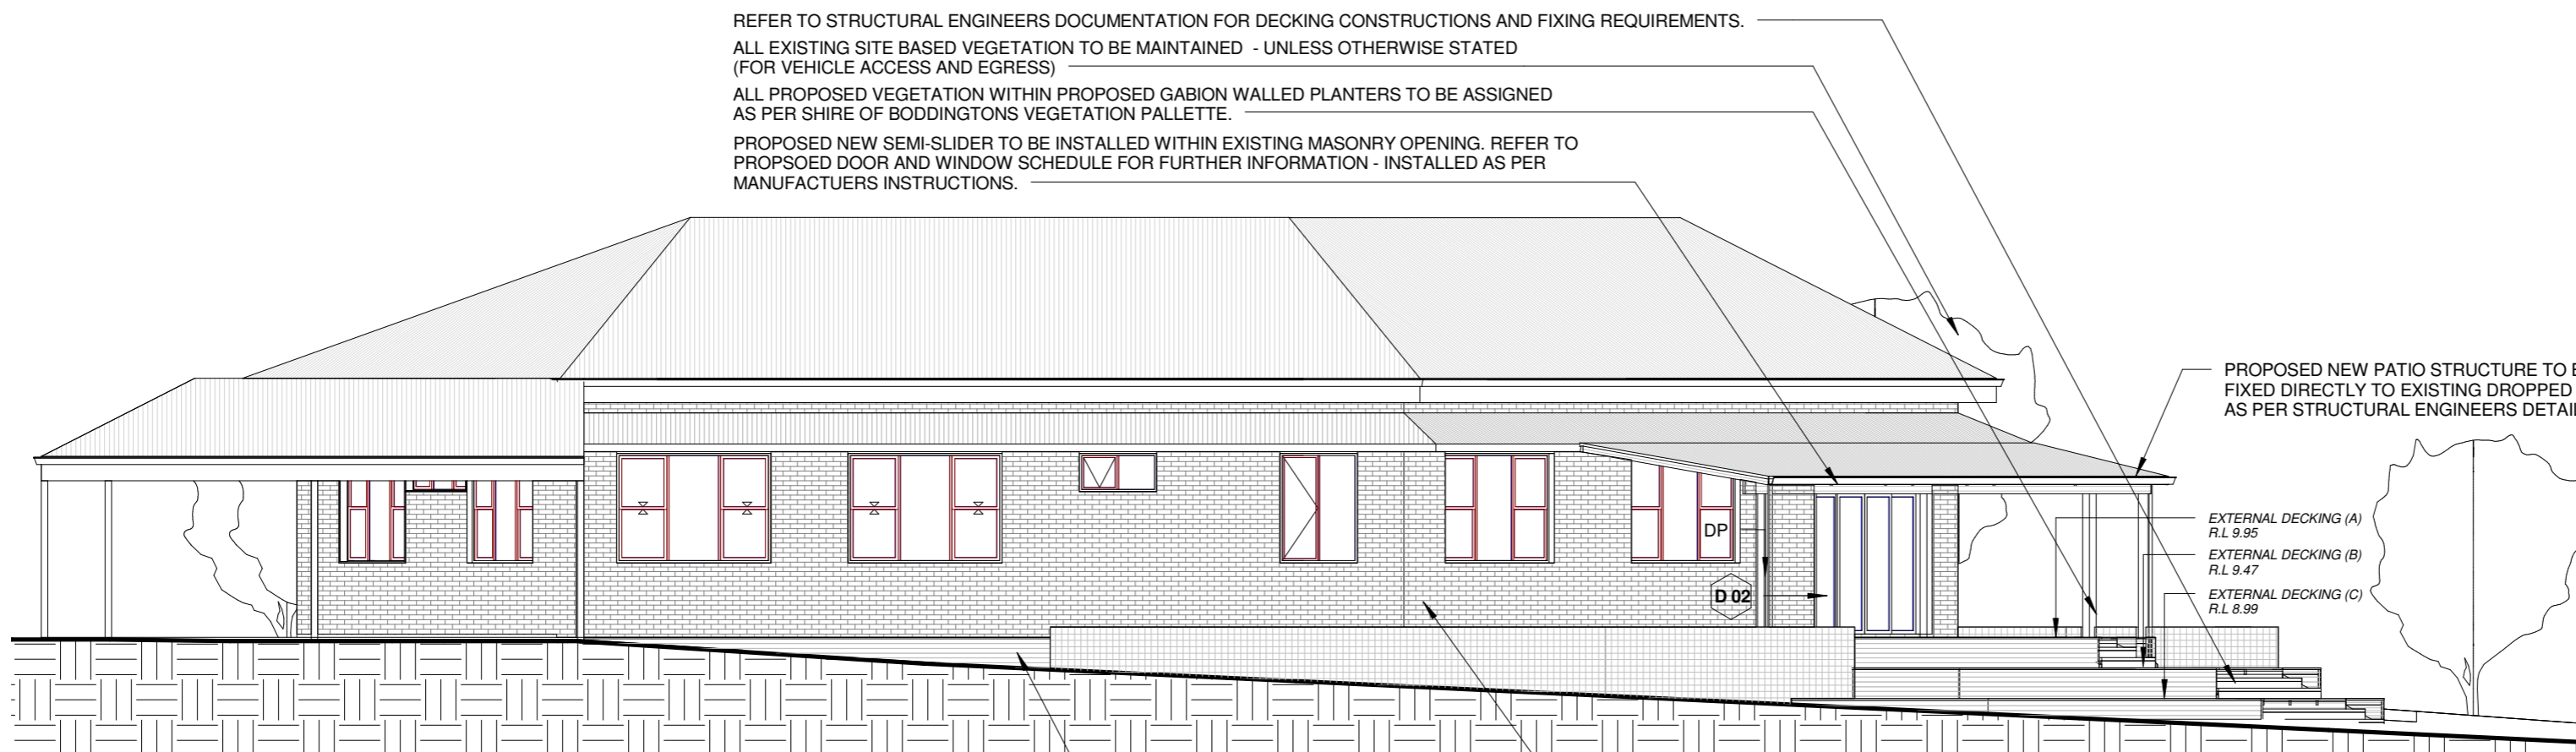 REFER TO STRUCTURAL ENGINEERS DOCUMENTATION FOR DECKING CONSTRUCTIONS AND FIXING REQUIREMENTS.
ALL EXISTING SITE BASED VEGETATION TO BE MAINTAINED - UNLESS OTHERWISE STATED
(FOR VEHICLE ACCESS AND EGRESS)
ALL PROPOSED VEGETATION WITHIN PROPOSED GABION WALLED PLANTERS TO BE ASSIGNED
AS PER SHIRE OF BODDINGTONS VEGETATION PALLETTE.
PROPOSED NEW SEMI-SLIDER TO BE INSTALLED WITHIN EXISTING MASONRY OPENING. REFER TO
PROPSOED DOOR AND WINDOW SCHEDULE FOR FURTHER INFORMATION - INSTALLED AS PER
MANUFACTUERS INSTRUCTIONS.
PROPOSED NEW PATIO STRUCTURE TO
FIXED DIRECTLY TO EXISTING DROPPED
AS PER STRUCTURAL ENGINEERS
DP
D 02
EXTERNAL DECKING (A)
R.L 9.95
EXTERNAL DECKING (B)
R.L 9.47
EXTERNAL DECKING (C)
R.L 8.99